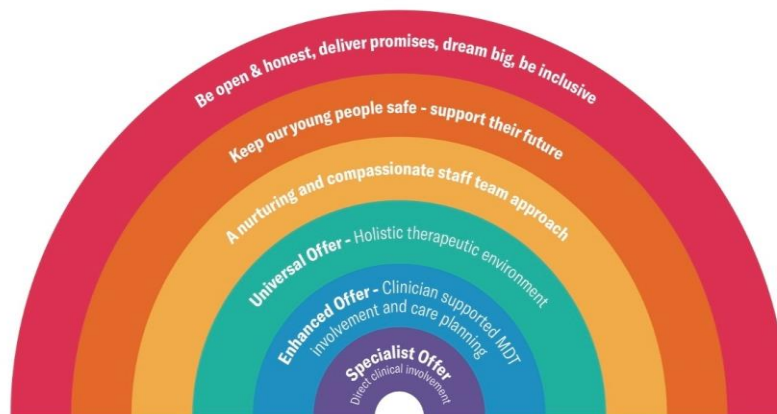 Be open & honest, deliver promises, dream big, be inclusive
Keep our young people safe - support their future
A nurturing and compassionate staff team approach
Universal Offer - Holistic therapeutic environment
Enhanced Offer - Clinician supported MDT
involvement and care planning
Specialist Offer
Direct clinical involvement